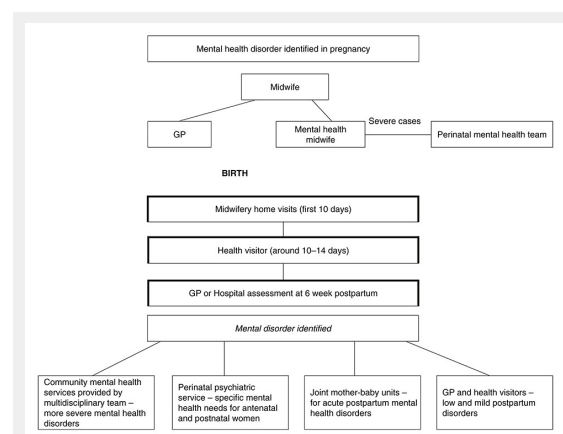 Mental health disorder identified in pregnancy
Midwife
GP
Mental health
midwife
Severe cases
Perinatal mental health team
BIRTH
Midwifery home visits (first 10 days)
Health visitor (around 10–14 days)
GP or Hospital assessment at 6 week postpartum
Mental disorder identified
Community mental health
services provided by
multidisciplinary team –
more severe mental health
disorders
Perinatal psychiatric
service – specific mental
health needs for antenatal
and postnatal women
Joint mother-baby units –
for acute postpartum mental
health disorders
GP and health visitors –
low and mild postpartum
disorders